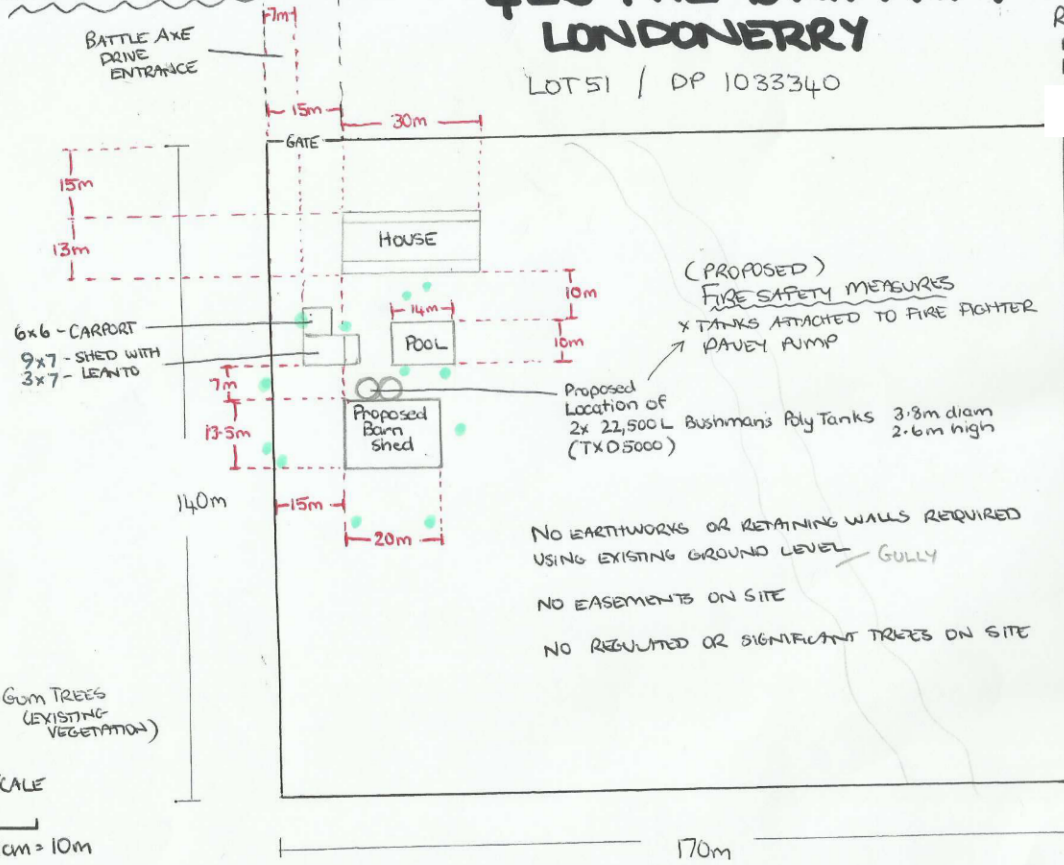 7m
BATTLE AXE
DRIVE
ENTRANCE
LONDONERRY
LOT 51 / DP 1033340
15m
30m
GATE
15m
13m
HOUSE
10m
14m
10m
POOL
6x6 - CARPORT
9x7 - SHED WITH
3x7 - LEANTO
(PROPOSED)
FIRE SAFETY MEASURES
x TANKS ATTACHED TO FIRE FIGHTER
DAVEY PUMP
7m
13.5m
Proposed
Barn
Shed
Proposed
Location of
2x 22,500L Bushman's Poly Tanks 3.8m diam
(TXD5000) 2.6m high
140m
15m
20m
NO EARTHWORKS OR RETAINING WALLS REQUIRED
USING EXISTING GROUND LEVEL
GULLY
NO EASEMENTS ON SITE
NO REGULATED OR SIGNIFICANT TREES ON SITE
GUM TREES
(EXISTING
VEGETATION)
CALE
cm = 10m
170m